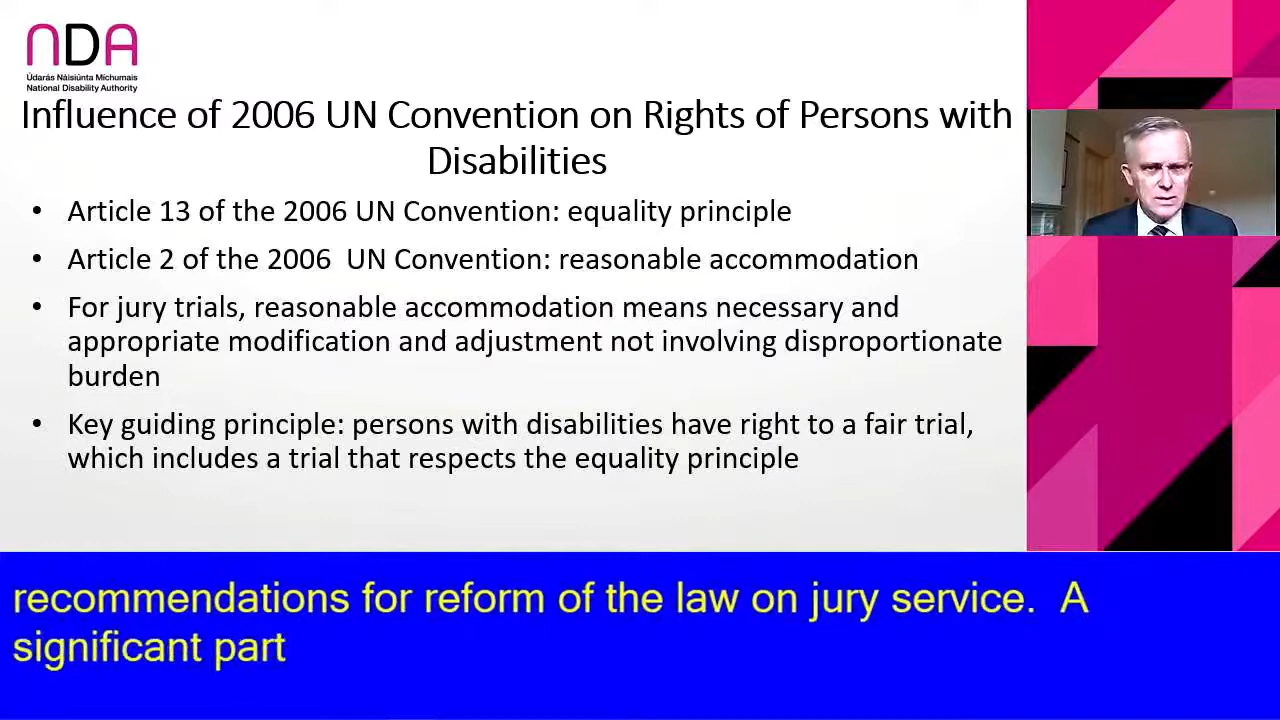 NDA
Údarás Náisiúnta Míchumais
National Disability Authority
Influence of 2006 UN Convention on Rights of Persons with
Disabilities
• Article 13 of the 2006 UN Convention: equality principle
• Article 2 of the 2006 UN Convention: reasonable accommodation
• For jury trials, reasonable accommodation means necessary and
appropriate modification and adjustment not involving disproportionate
burden
• Key guiding principle: persons with disabilities have right to a fair trial,
which includes a trial that respects the equality principle
recommendations for reform of the law on jury service. A
significant part